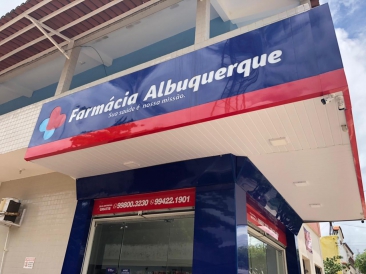 Farmácia Albuquerque
Sua saúde é nossa missão.
99800.3230 99422.1901